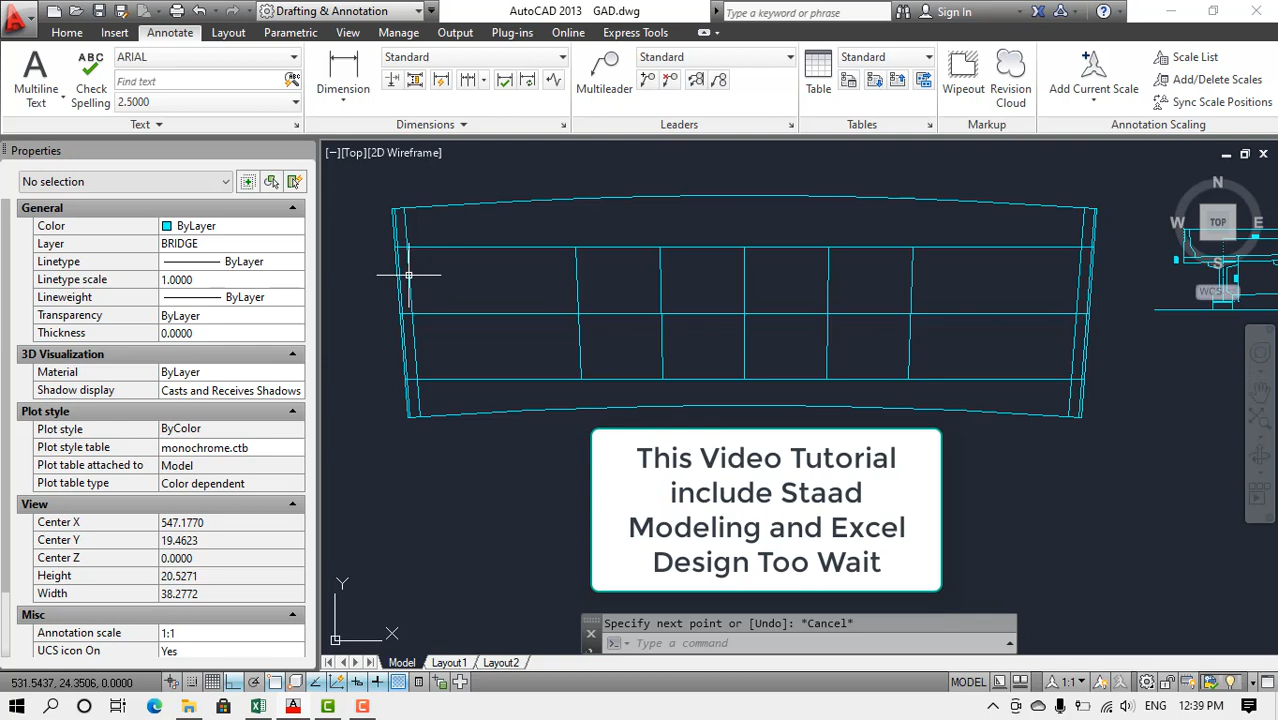 Drafting & Annotation
AutoCAD 2013 GAD.dwg
Type a keyword or phrase
Sign In
Home Insert Annotate Layout Parametric View Manage Output Plug-ins Online Express Tools
ARIAL
Find text
2.5000
Multiline
Text
ABC
Check
Spelling
Text
Dimension
Standard
Dimensions
Multileader
Standard
Leaders
Table
Standard
Tables
Wipeout
Revision
Cloud
Markup
Add Current Scale
Scale List
Add/Delete Scales
Sync Scale Positions
Annotation Scaling
Properties
No selection
General
Color ByLayer
Layer BRIDGE
Linetype ByLayer
Linetype scale 1.0000
Lineweight ByLayer
Transparency ByLayer
Thickness 0.0000
3D Visualization
Material ByLayer
Shadow display Casts and Receives Shadows
Plot style
Plot style ByColor
Plot style table monochrome.ctb
Plot table attached to Model
Plot table type Color dependent
View
Center X 547.1770
Center Y 19.4623
Center Z 0.0000
Height 20.5271
Width 38.2772
Misc
Annotation scale 1:1
UCS icon On Yes
[−][Top][2D Wireframe]
N
W TOP E
S
WCS
This Video Tutorial
include Staad
Modeling and Excel
Design Too Wait
Y
X
Specify next point or [Undo]: *Cancel*
Type a command
Model Layout1 Layout2
531.5437, 24.3506, 0.0000
MODEL
1:1
ENG 12:39 PM